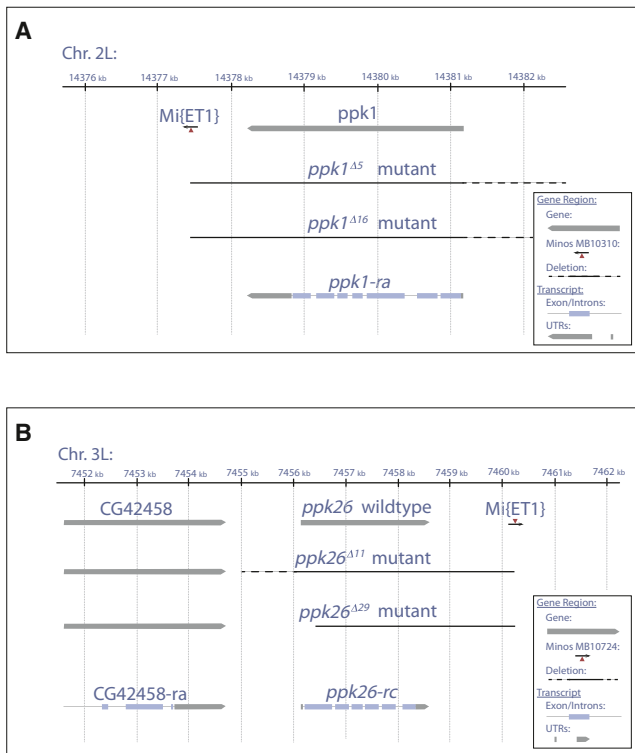 A
Chr. 2L:
14376 kb 14377 kb 14378 kb 14379 kb 14380 kb 14381 kb 14382 kb
Mi{ET1} ppk1
ppk1Δ5 mutant
ppk1Δ16 mutant
ppk1-ra
Gene Region:
Gene:
Minos MB10310:
Deletion:
Transcript:
Exon/Introns:
UTRs:
B
Chr. 3L:
7452 kb 7453 kb 7454 kb 7455 kb 7456 kb 7457 kb 7458 kb 7459 kb 7460 kb 7461 kb 7462 kb
CG42458 ppk26 wildtype Mi{ET1}
ppk26Δ11 mutant
ppk26Δ29 mutant
CG42458-ra ppk26-rc
Gene Region:
Gene:
Minos MB10724:
Deletion:
Transcript
Exon/Introns:
UTRs: